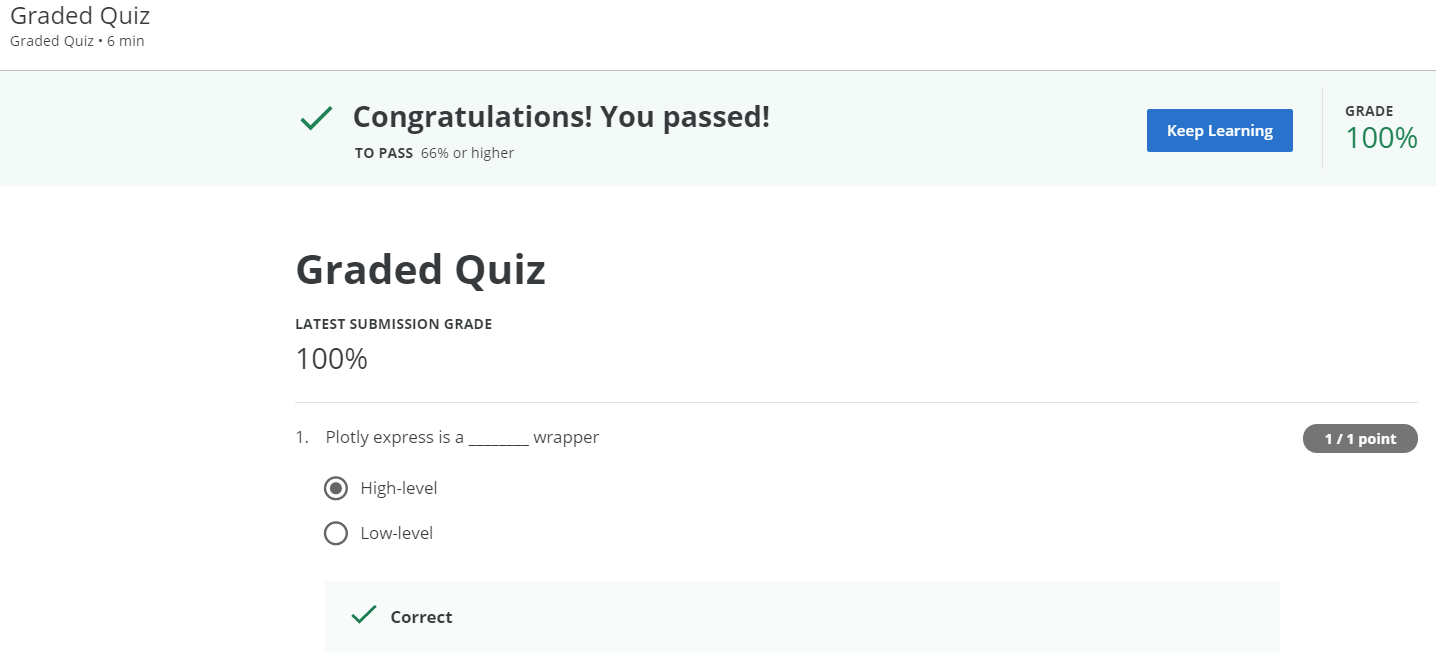 Graded Quiz
Graded Quiz • 6 min
Congratulations! You passed!
TO PASS 66% or higher
Keep Learning
GRADE
100%
Graded Quiz
LATEST SUBMISSION GRADE
100%
1. Plotly express is a ________ wrapper
1 / 1 point
High-level
Low-level
Correct